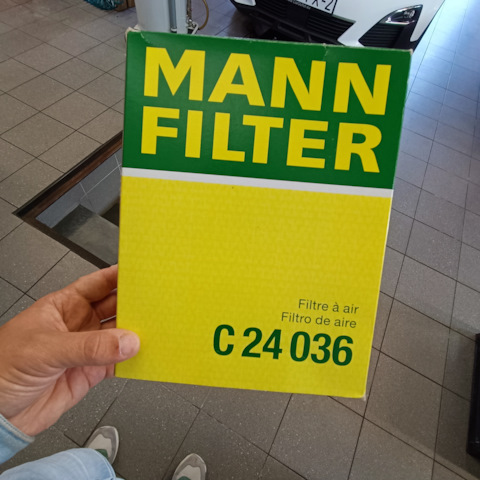 MANN
FILTER
Filtre à air
Filtro de aire
C 24 036